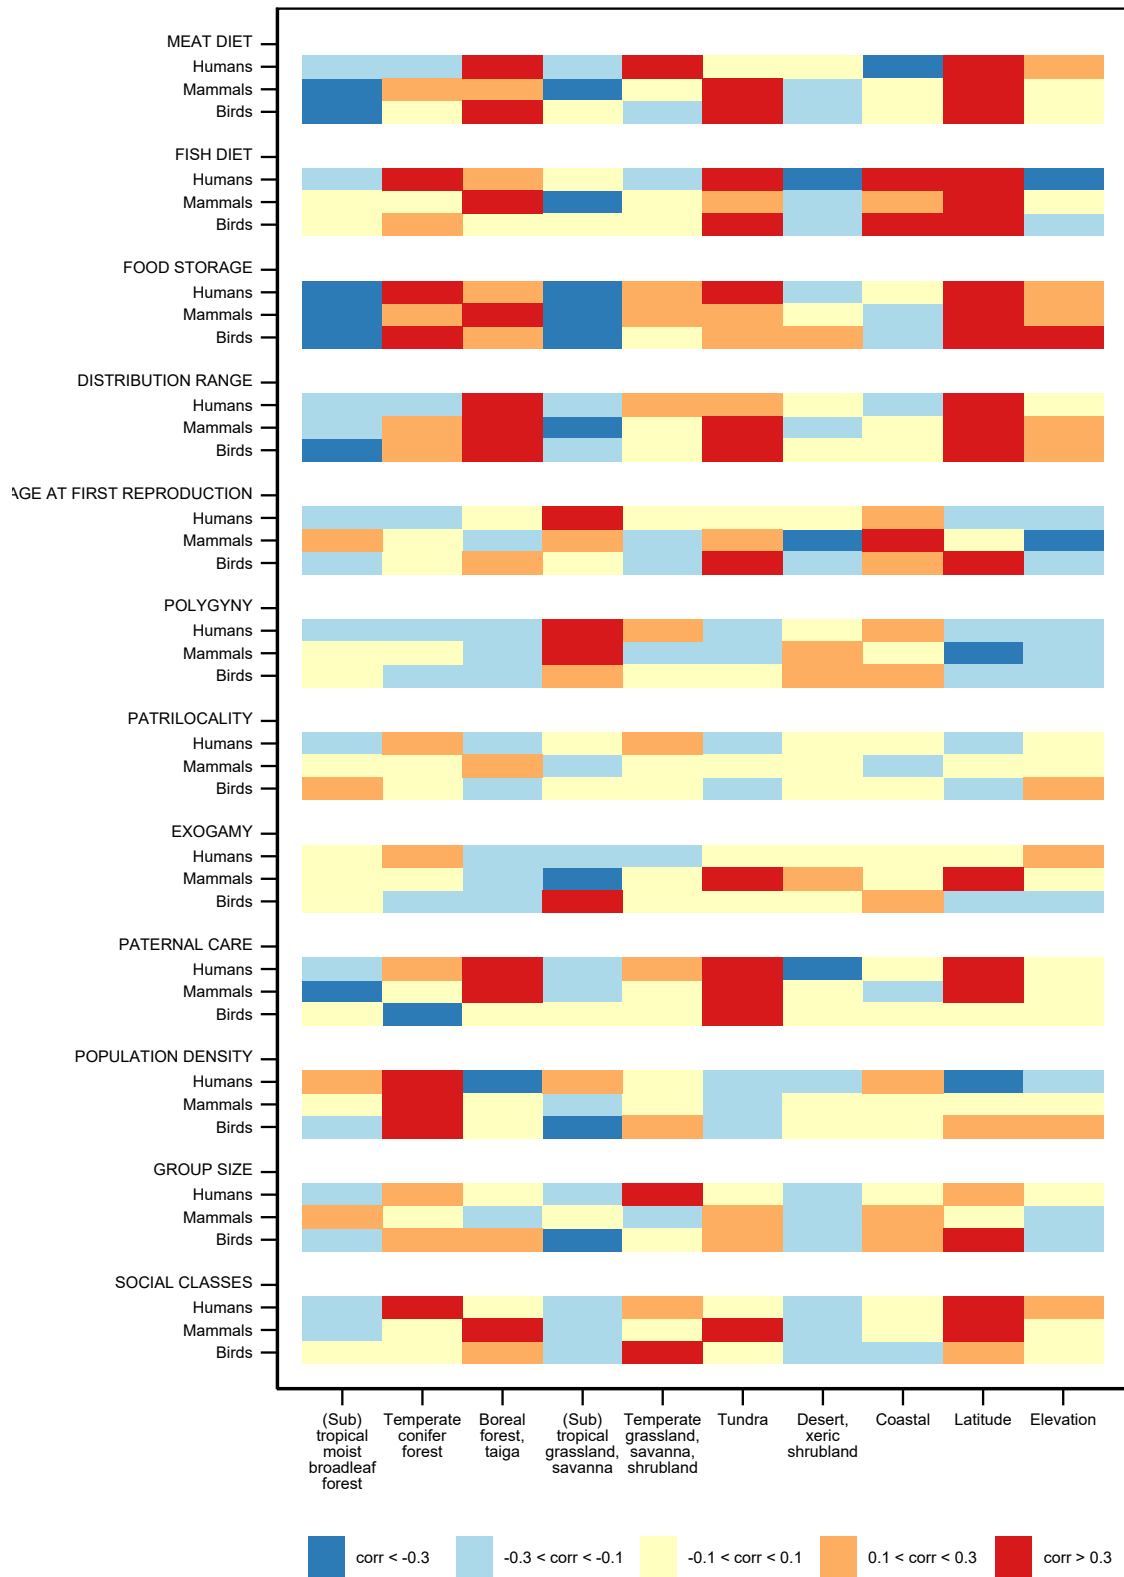 MEAT DIET
Humans
Mammals
Birds
FISH DIET
Humans
Mammals
Birds
FOOD STORAGE
Humans
Mammals
Birds
DISTRIBUTION RANGE
Humans
Mammals
Birds
AGE AT FIRST REPRODUCTION
Humans
Mammals
Birds
POLYGYNY
Humans
Mammals
Birds
PATRILOCALITY
Humans
Mammals
Birds
EXOGAMY
Humans
Mammals
Birds
PATERNAL CARE
Humans
Mammals
Birds
POPULATION DENSITY
Humans
Mammals
Birds
GROUP SIZE
Humans
Mammals
Birds
SOCIAL CLASSES
Humans
Mammals
Birds
(Sub)
tropical
moist
broadleaf
forest
Temperate
conifer
forest
Boreal
forest,
taiga
(Sub)
tropical
grassland,
savanna
Temperate
grassland,
savanna,
shrubland
Tundra
Desert,
xeric
shrubland
Coastal
Latitude
Elevation
corr < -0.3
-0.3 < corr < -0.1
-0.1 < corr < 0.1
0.1 < corr < 0.3
corr > 0.3